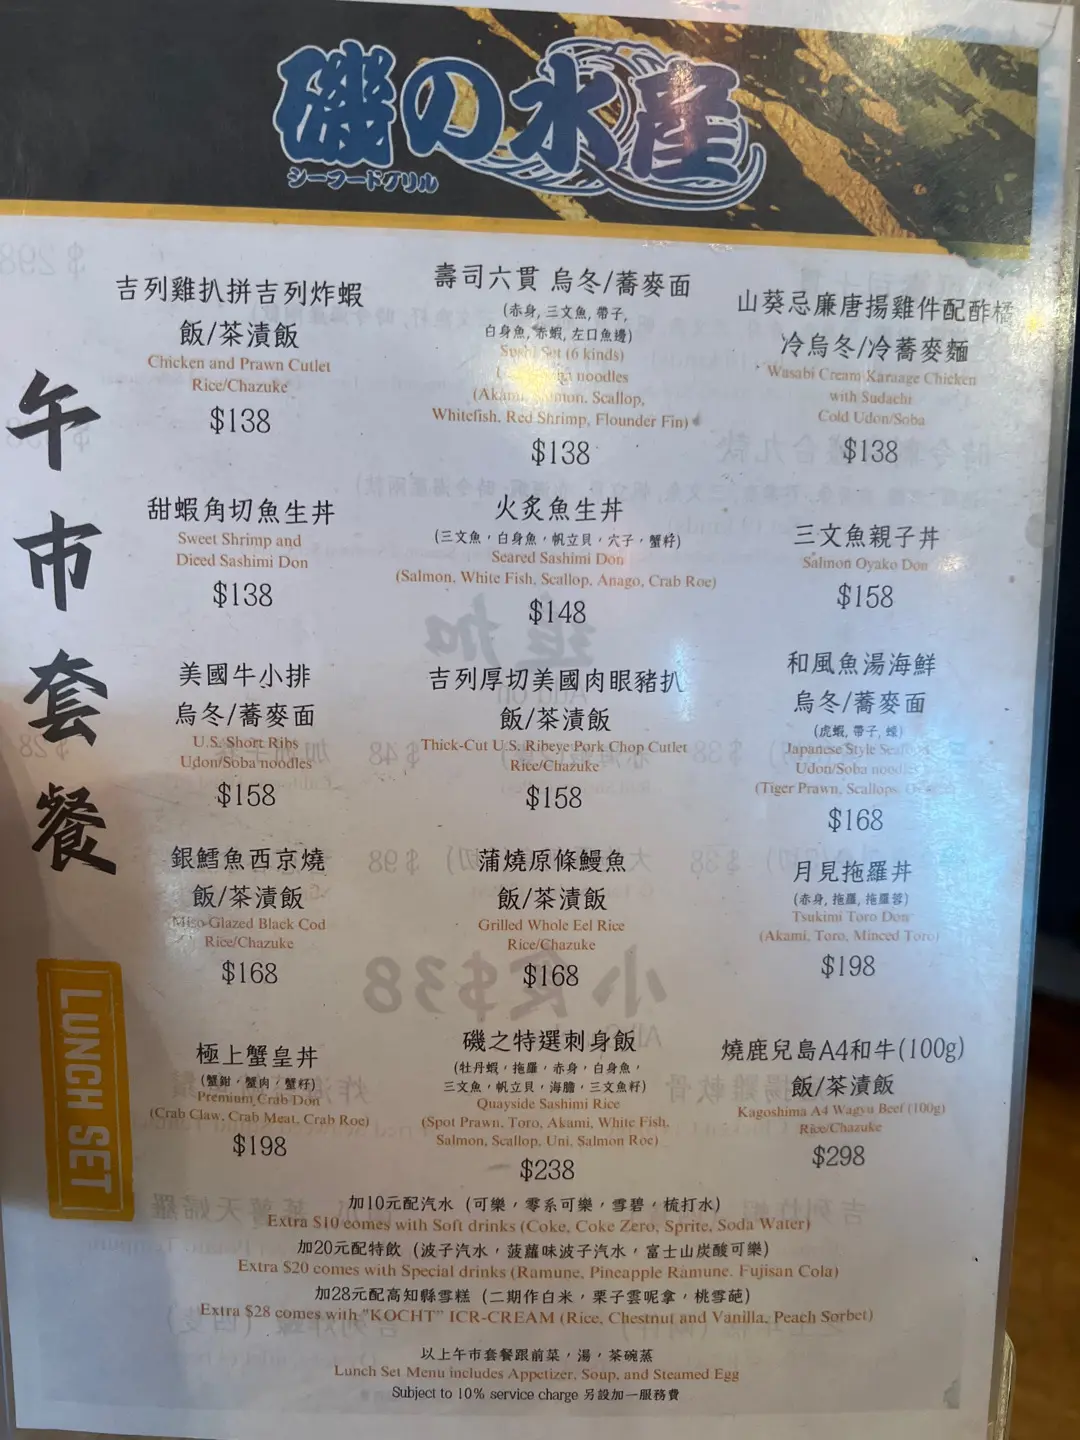 磯の水産
シーフードグリル
午市套餐
LUNCH SET
吉列雞扒拼吉列炸蝦
飯/茶漬飯
Chicken and Prawn Cutlet
Rice/Chazuke
$138
壽司六貫 烏冬/蕎麥面
(赤身, 三文魚, 帶子,
白身魚, 赤蝦, 左口魚邊)
Sushi Set (6 kinds)
noodles
(Akami, Salmon, Scallop,
Whitefish, Red Shrimp, Flounder Fin)
$138
山葵忌廉唐揚雞件配酢橘
冷烏冬/冷蕎麥麵
Wasabi Cream Karaage Chicken
with Sudachi
Cold Udon/Soba
$138
甜蝦角切魚生丼
Sweet Shrimp and
Diced Sashimi Don
$138
火炙魚生丼
(三文魚，白身魚，帆立貝，穴子，蟹籽)
Seared Sashimi Don
(Salmon, White Fish, Scallop, Anago, Crab Roe)
$148
三文魚親子丼
Salmon Oyako Don
$158
美國牛小排
烏冬/蕎麥面
U.S. Short Ribs
Udon/Soba noodles
$158
吉列厚切美國肉眼豬扒
飯/茶漬飯
Thick-Cut U.S. Ribeye Pork Chop Cutlet
Rice/Chazuke
$158
和風魚湯海鮮
烏冬/蕎麥面
(虎蝦, 帶子, 蠔)
Japanese Style
Udon/Soba noodles
(Tiger Prawn, Scallops,
$168
銀鱈魚西京燒
飯/茶漬飯
Miso-Glazed Black Cod
Rice/Chazuke
$168
蒲燒原條鰻魚
飯/茶漬飯
Grilled Whole Eel Rice
Rice/Chazuke
$168
月見拖羅丼
(赤身, 拖羅, 拖羅蓉)
Tsukimi Toro Don
(Akami, Toro, Minced Toro)
$198
極上蟹皇丼
(蟹鉗，蟹肉，蟹籽)
Premium Crab Don
(Crab Claw, Crab Meat, Crab Roe)
$198
磯之特選刺身飯
(牡丹蝦，拖羅，赤身，白身魚，
三文魚，帆立貝，海膽，三文魚籽)
Quayside Sashimi Rice
(Spot Prawn, Toro, Akami, White Fish,
Salmon, Scallop, Uni, Salmon Roe)
$238
燒鹿兒島A4和牛(100g)
飯/茶漬飯
Kagoshima A4 Wagyu Beef (100g)
Rice/Chazuke
$298
加10元配汽水 (可樂，零系可樂，雪碧，梳打水)
Extra $10 comes with Soft drinks (Coke, Coke Zero, Sprite, Soda Water)
加20元配特飲 (波子汽水，菠蘿味波子汽水，富士山炭酸可樂)
Extra $20 comes with Special drinks (Ramune, Pineapple Ramune. Fujisan Cola)
加28元配高知縣雪糕 (二期作白米，栗子雲呢拿，桃雪葩)
Extra $28 comes with "KOCHT" ICR-CREAM (Rice, Chestnut and Vanilla, Peach Sorbet)
以上午市套餐跟前菜，湯，茶碗蒸
Lunch Set Menu includes Appetizer, Soup, and Steamed Egg
Subject to 10% service charge 另設加一服務費